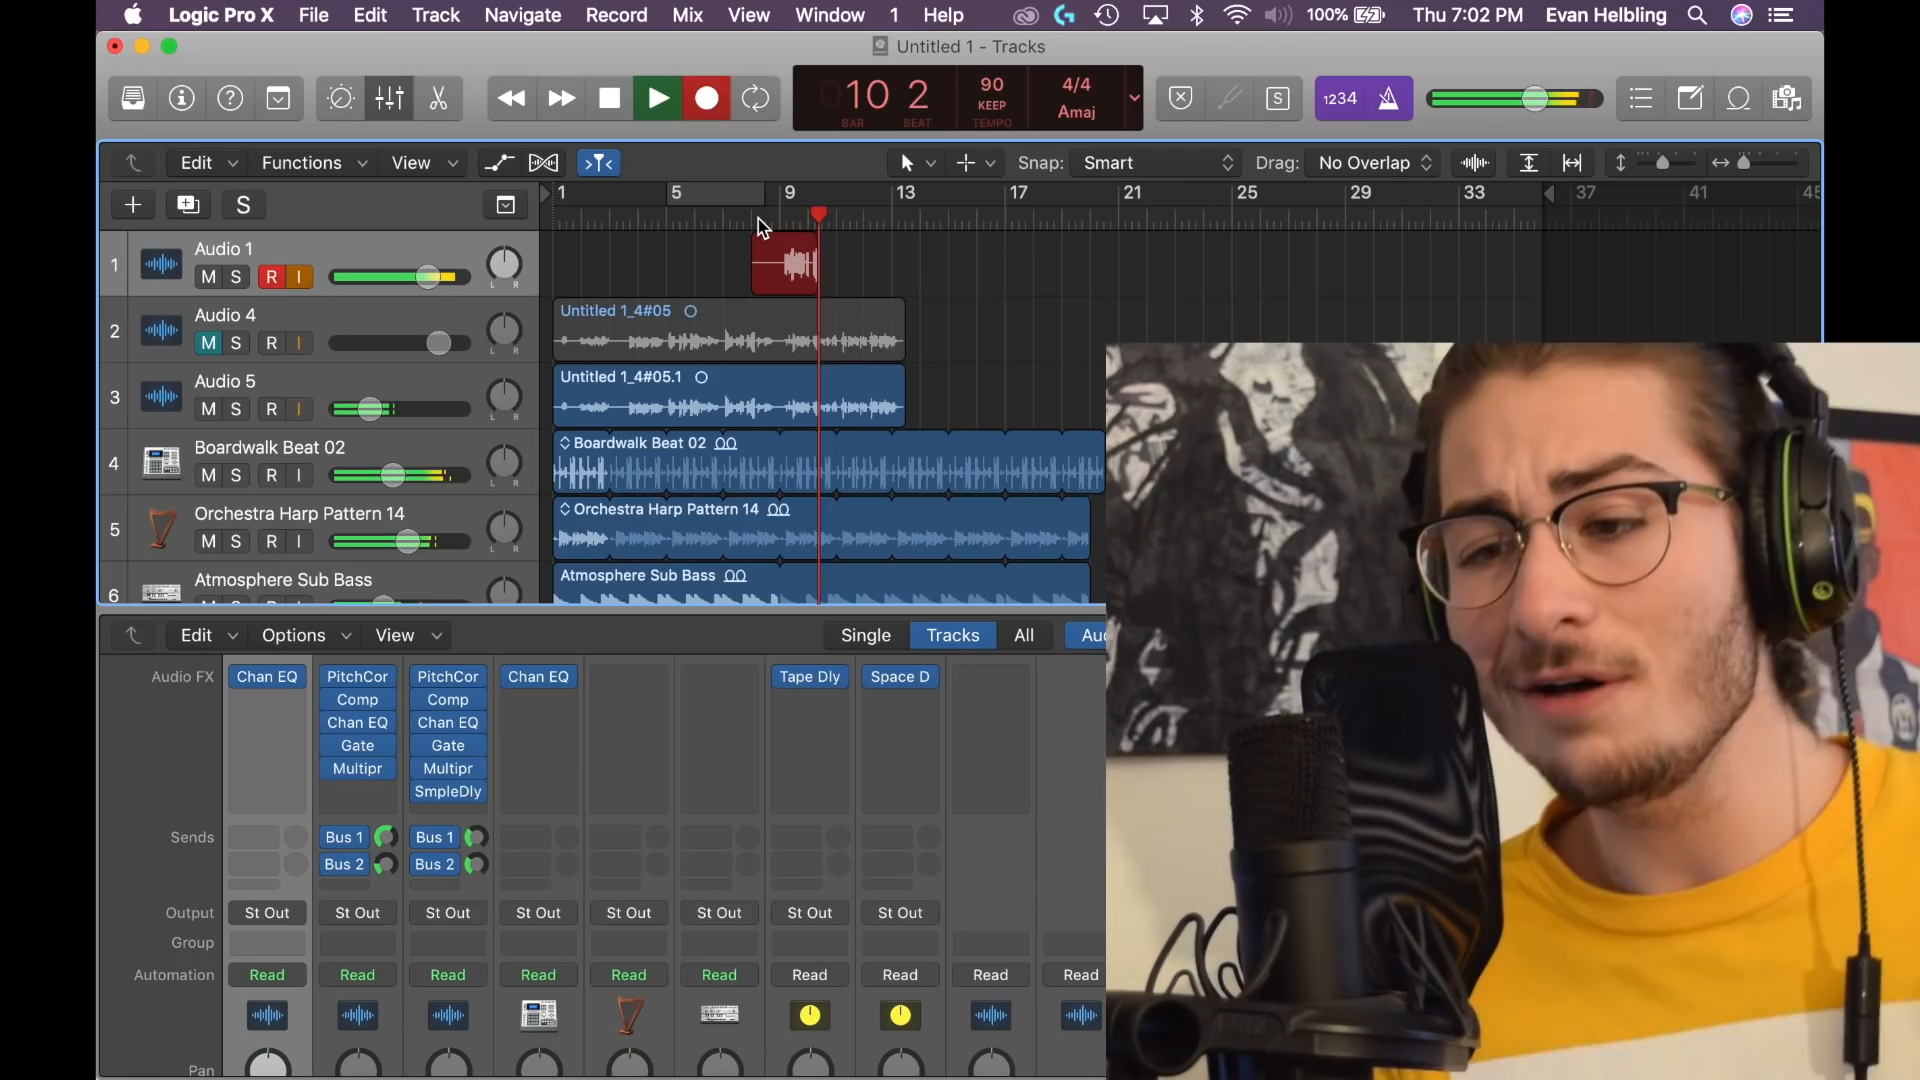 Logic Pro X File Edit Track Navigate Record Mix View Window 1 Help 100% Thu 7:02 PM Evan Helbling
Untitled 1 - Tracks
10 2 90 KEEP 4/4 Amaj 1234
BAR BEAT TEMPO
Edit Functions View Snap: Smart Drag: No Overlap
S 1 5 9 13 17 21 25 29 33 37 41 45
1 Audio 1
M S R I L R
2 Audio 4 Untitled 1_4#05
M S R I L R
3 Audio 5 Untitled 1_4#05.1
M S R I L R
4 Boardwalk Beat 02 Boardwalk Beat 02
M S R I L R
5 Orchestra Harp Pattern 14 Orchestra Harp Pattern 14
M S R I L R
6 Atmosphere Sub Bass Atmosphere Sub Bass
Edit Options View Single Tracks All Au
Audio FX Chan EQ PitchCor PitchCor Chan EQ Tape Dly Space D
Comp Comp
Chan EQ Chan EQ
Gate Gate
Multipr Multipr
SmpleDly
Sends Bus 1 Bus 1
Bus 2 Bus 2
Output St Out St Out St Out St Out St Out St Out St Out St Out
Group
Automation Read Read Read Read Read Read Read Read Read Read
Pan